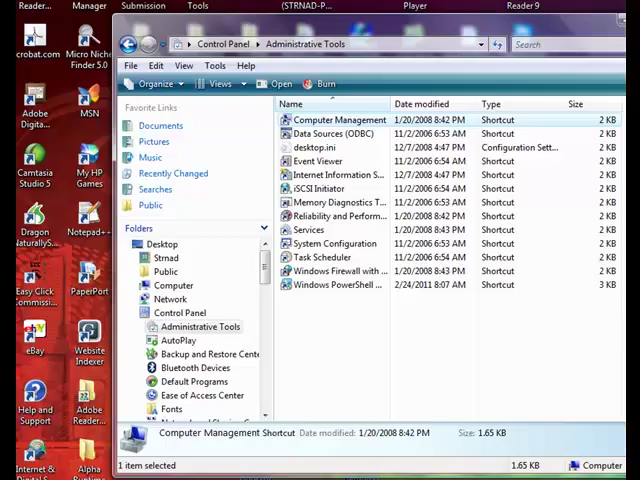 Reader...
Manager
Submission
Tools
(STRNAD-P...
Player
Reader 9
crobat.com
Micro Niche
Finder 5.0
Adobe
Digita...
MSN
Camtasia
Studio 5
My HP
Games
Dragon
NaturallyS...
Notepad++
Easy Click
Commissi...
PaperPort
eBay
Website
Indexer
Help and
Support
Adobe
Reader...
Internet &
Digital S...
Alpha
Runtime
Control Panel
Administrative Tools
Search
File Edit View Tools Help
Organize Views Open Burn
Favorite Links
Documents
Pictures
Music
Recently Changed
Searches
Public
Folders
Desktop
Strnad
Public
Computer
Network
Control Panel
Administrative Tools
AutoPlay
Backup and Restore Cente
Bluetooth Devices
Default Programs
Ease of Access Center
Fonts
Name Date modified Type Size
Computer Management 1/20/2008 8:42 PM Shortcut 2 KB
Data Sources (ODBC) 11/2/2006 6:53 AM Shortcut 2 KB
desktop.ini 12/7/2008 4:47 PM Configuration Sett... 2 KB
Event Viewer 11/2/2006 6:53 AM Shortcut 2 KB
Internet Information S... 12/7/2008 4:47 PM Shortcut 2 KB
iSCSI Initiator 11/2/2006 6:54 AM Shortcut 2 KB
Memory Diagnostics T... 11/2/2006 6:53 AM Shortcut 2 KB
Reliability and Perform... 1/20/2008 8:43 PM Shortcut 2 KB
Services 1/20/2008 8:42 PM Shortcut 2 KB
System Configuration 11/2/2006 6:53 AM Shortcut 2 KB
Task Scheduler 11/2/2006 6:54 AM Shortcut 2 KB
Windows Firewall with ... 1/20/2008 8:43 PM Shortcut 2 KB
Windows PowerShell ... 2/24/2011 8:07 AM Shortcut 3 KB
Computer Management Shortcut Date modified: 1/20/2008 8:42 PM Size: 1.65 KB
1 item selected 1.65 KB Computer